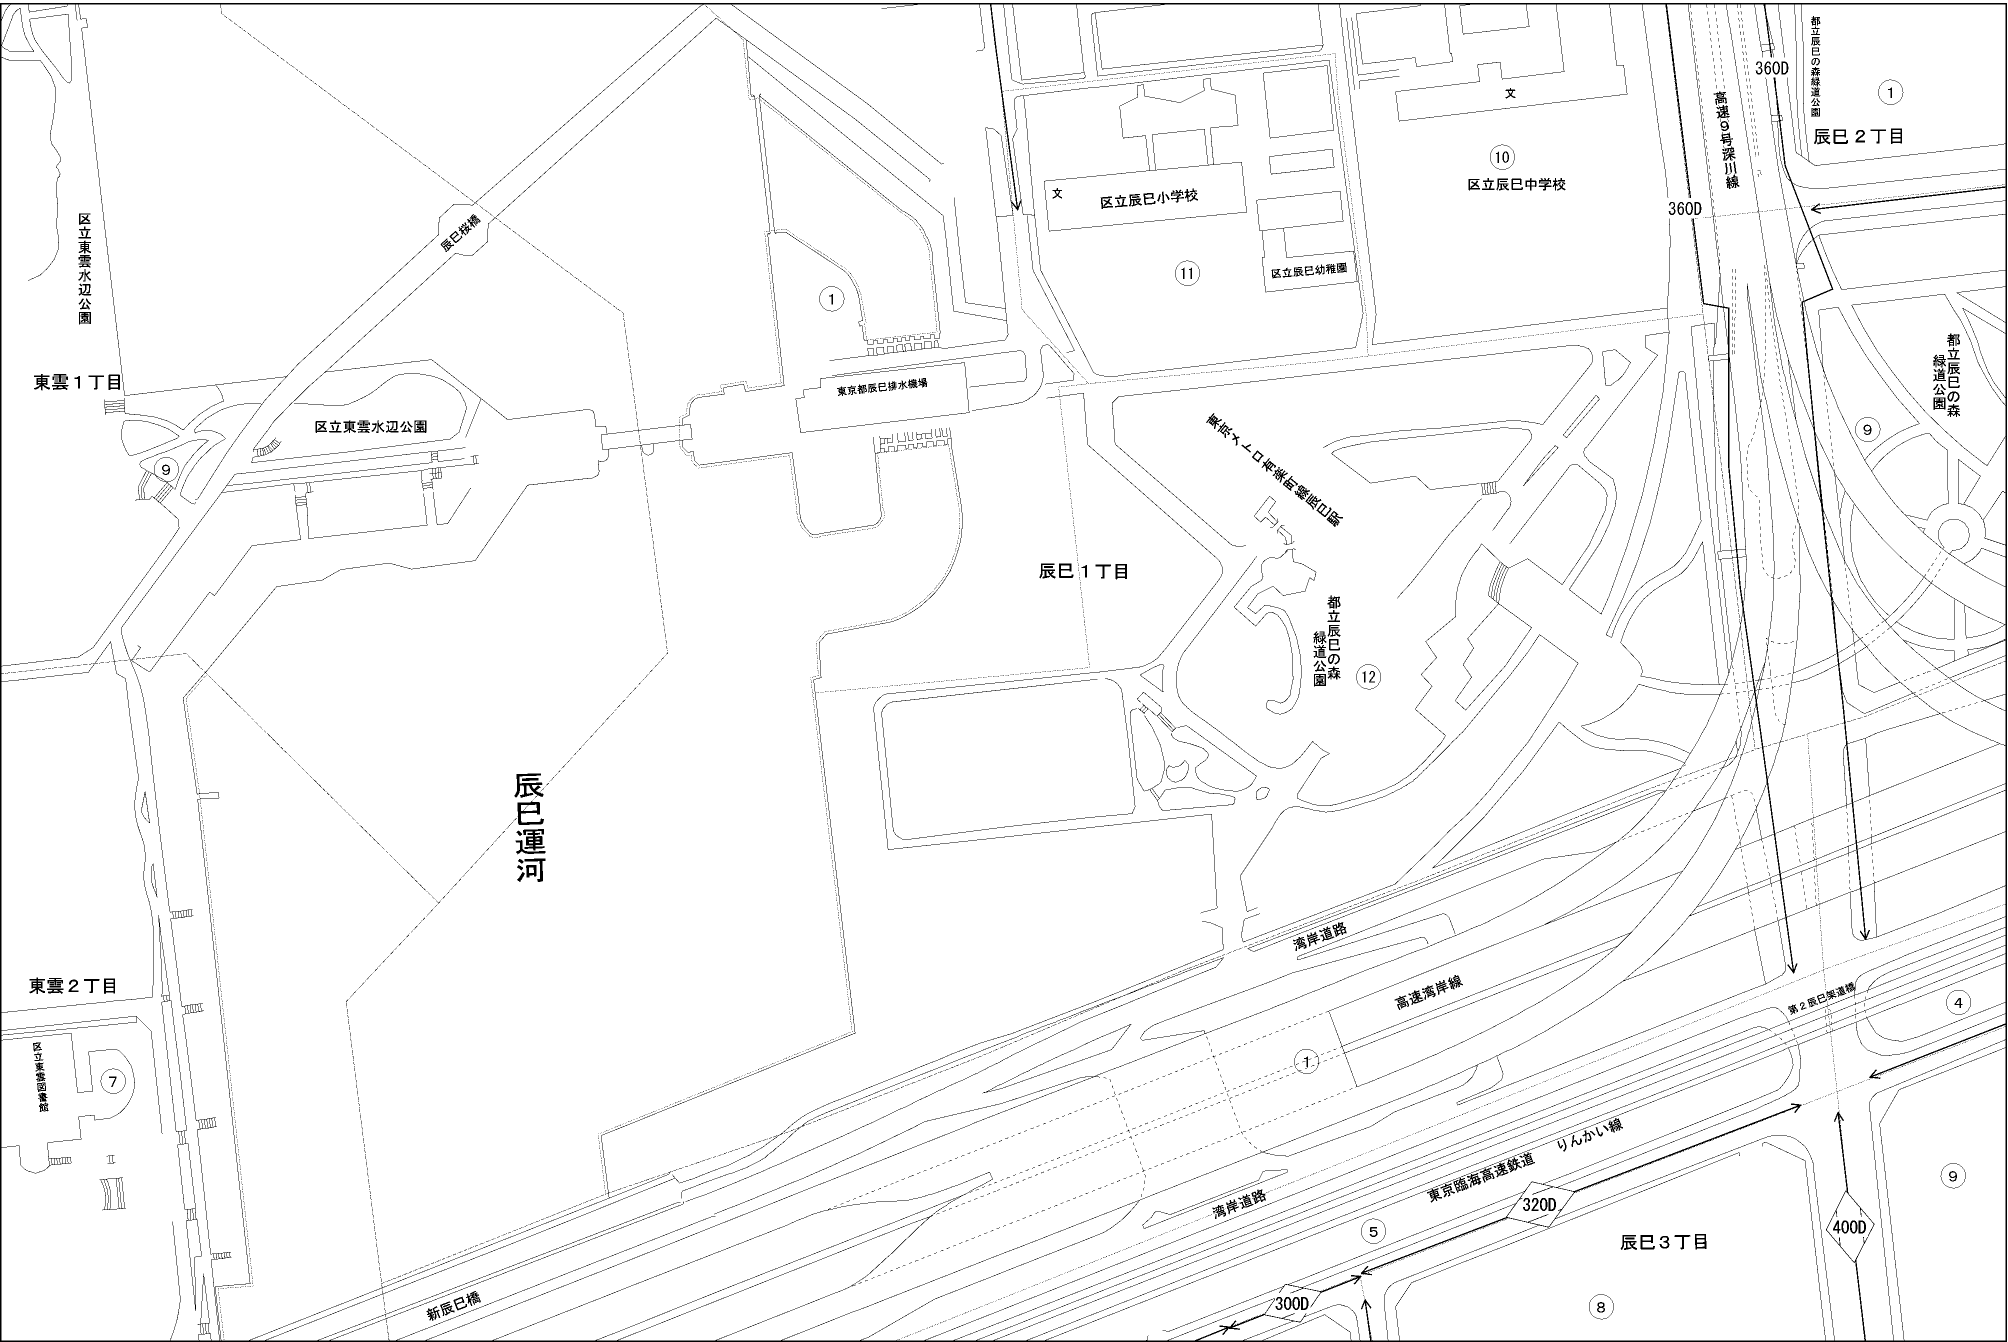 都立辰巳の森緑道公園
360D
①
文
高速9号深川線
辰巳２丁目
⑩
区立辰巳中学校
文
区立辰巳小学校
360D
区立東雲水辺公園
辰巳桜橋
⑪
区立辰巳幼稚園
①
都立辰巳の森
緑道公園
東雲１丁目
東京都辰巳排水機場
区立東雲水辺公園
⑨
⑨
東京メトロ有楽町線辰巳駅
辰巳１丁目
都立辰巳の森
緑道公園
⑫
辰巳運河
湾岸道路
東雲２丁目
高速湾岸線
第２辰巳架道橋
④
①
区立東雲図書館
⑦
りんかい線
東京臨海高速鉄道
⑨
湾岸道路
320D
⑤
400D
辰巳３丁目
新辰巳橋
300D
⑧